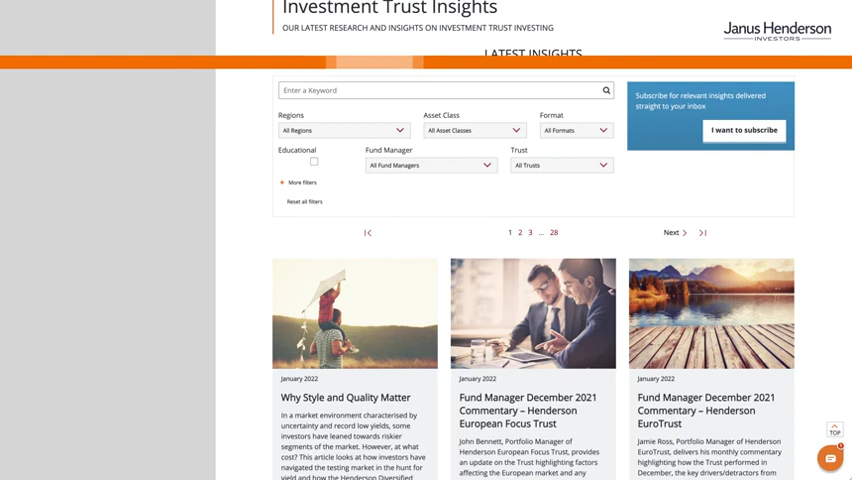 Investment Trust Insights
OUR LATEST RESEARCH AND INSIGHTS ON INVESTMENT TRUST INVESTING
Janus Henderson
INVESTORS
LATEST INSIGHTS
Enter a Keyword
Subscribe for relevant insights delivered
straight to your inbox
I want to subscribe
Regions
Asset Class
Format
All Regions
All Asset Classes
All Formats
Educational
Fund Manager
Trust
All Fund Managers
All Trusts
+ More filters
Reset all filters
1 2 3 ... 28
Next
January 2022
Why Style and Quality Matter
In a market environment characterised by
uncertainty and record low yields, some
investors have leaned towards riskier
segments of the market. However, at what
cost? This article looks at how investors have
navigated the testing market in the hunt for
yield and how the Henderson Diversified
January 2022
Fund Manager December 2021
Commentary – Henderson
European Focus Trust
John Bennett, Portfolio Manager of
Henderson European Focus Trust, provides
an update on the Trust highlighting factors
affecting the European market and any
January 2022
Fund Manager December 2021
Commentary – Henderson
EuroTrust
Jamie Ross, Portfolio Manager of Henderson
EuroTrust, delivers his monthly commentary
highlighting how the Trust performed in
December, the key drivers/detractors from
TOP
1